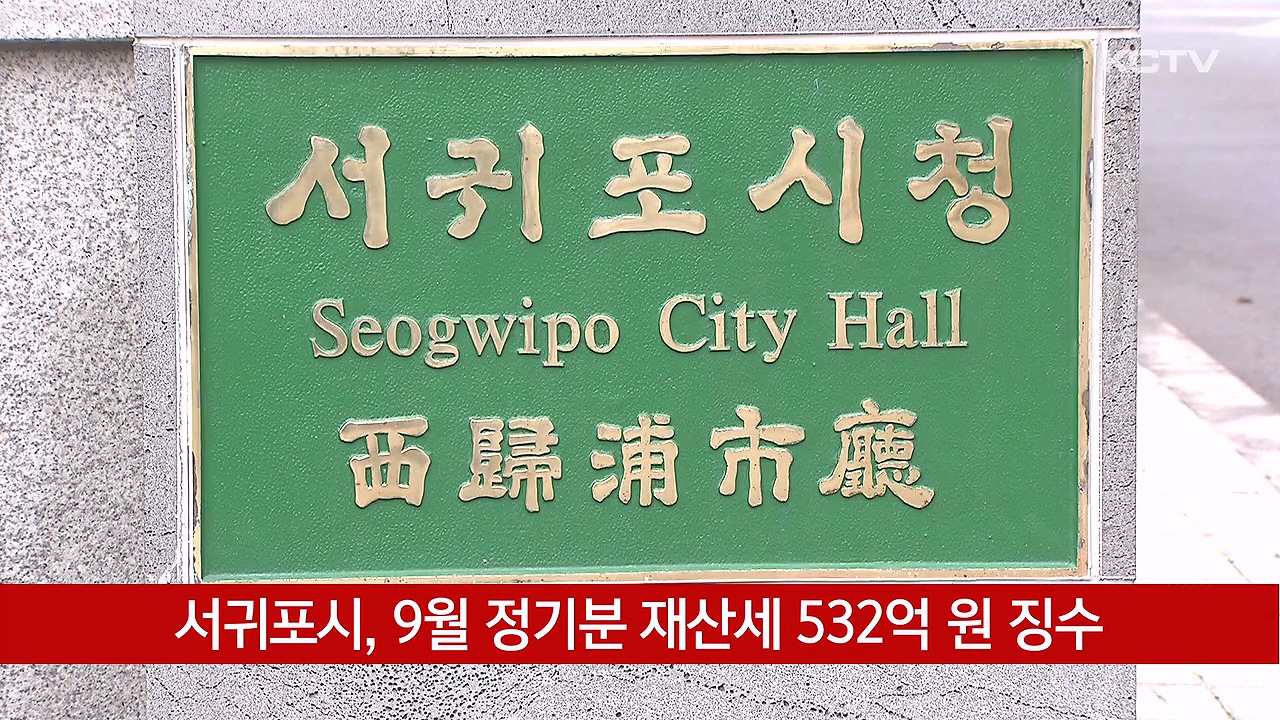 KCTV
서귀포시청
Seogwipo City Hall
西歸浦市廳
서귀포시, 9월 정기분 재산세 532억 원 징수